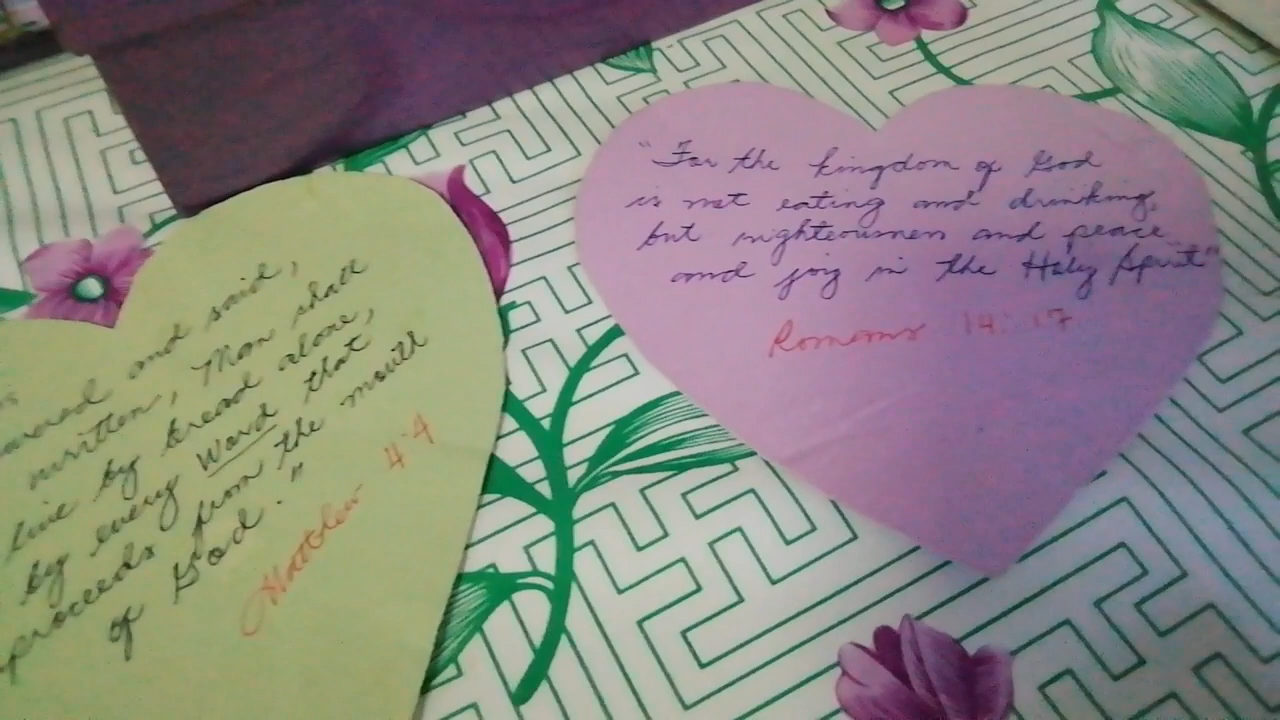 and said,
written, Man shall
live by bread alone,
by every Word that
proceeds from the mouth
of God."
Matthew 4:4
"For the kingdom of God
is not eating and drinking,
but righteousness and peace
and joy in the Holy Spirit"
Romans 14:17